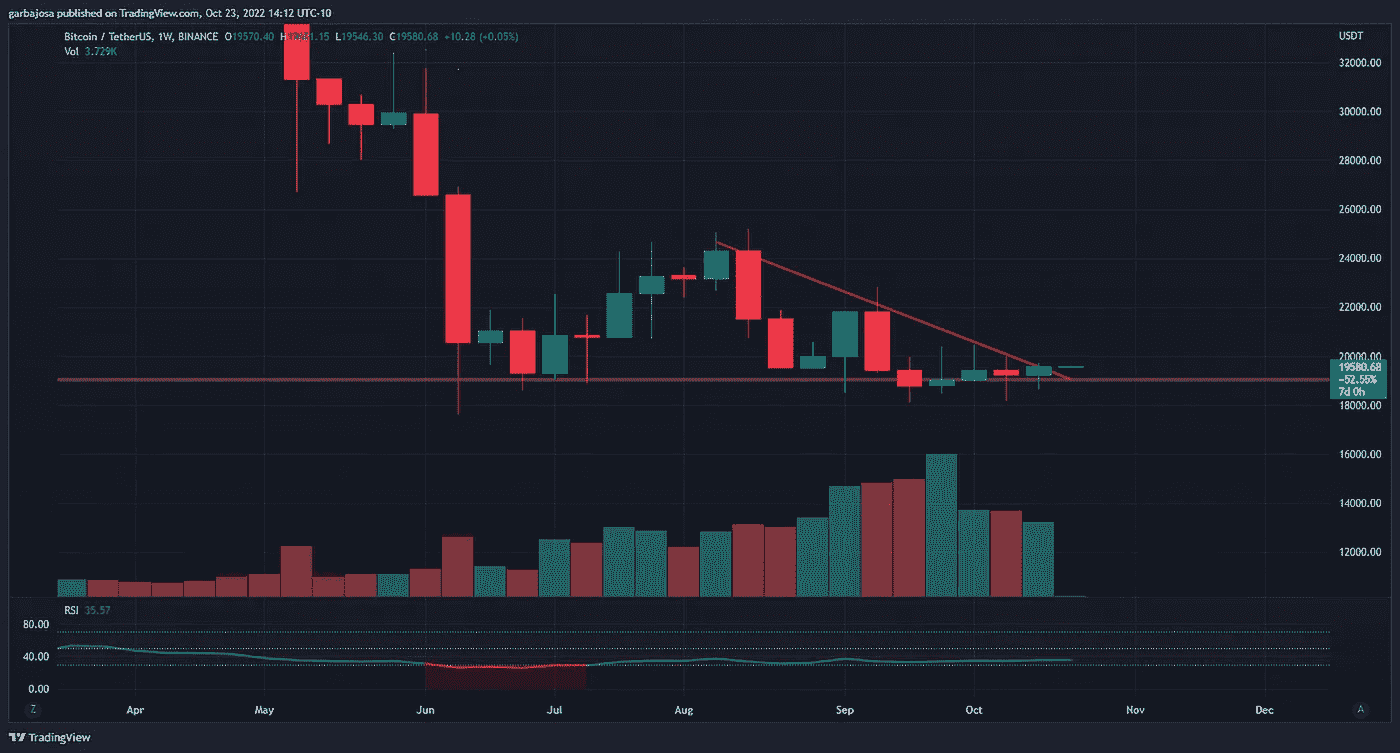 garbajosa published on TradingView.com, Oct 23, 2022 14:12 UTC-10
Bitcoin / TetherUS, 1W, BINANCE O19570.40 L19546.30 C19580.68 +10.28 (+0.05%)
Vol 3.729K
USDT
32000.00
30000.00
28000.00
26000.00
24000.00
22000.00
20000.00
19580.68
−52.55%
7d 0h
18000.00
16000.00
14000.00
12000.00
RSI 35.57
80.00
40.00
0.00
Z Apr May Jun Jul Aug Sep Oct Nov Dec A
TradingView